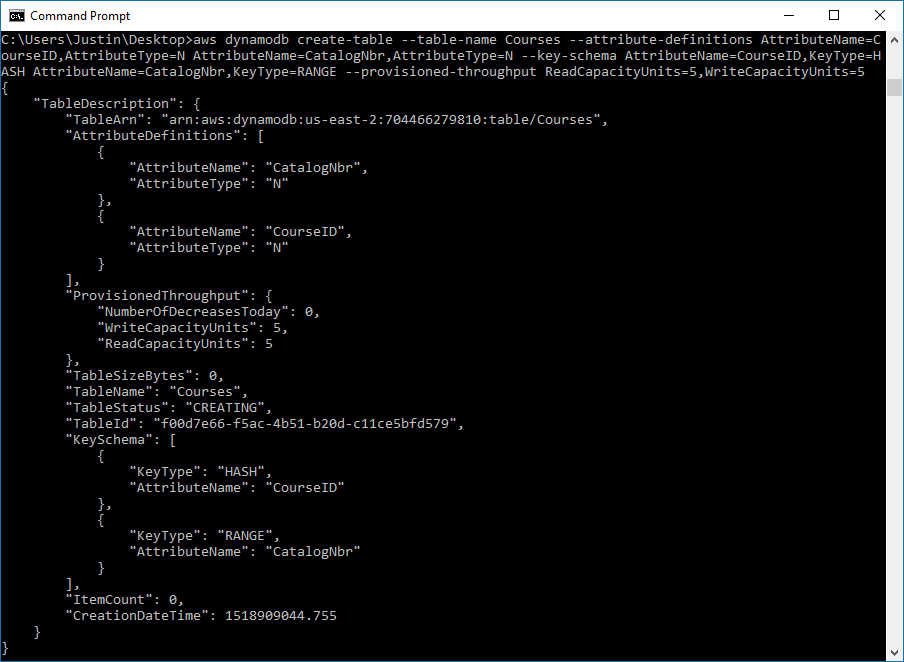 Command Prompt
C:\Users\Justin\Desktop>aws dynamodb create-table --table-name Courses --attribute-definitions AttributeName=C
ourseID,AttributeType=N AttributeName=CatalogNbr,AttributeType=N --key-schema AttributeName=CourseID,KeyType=H
ASH AttributeName=CatalogNbr,KeyType=RANGE --provisioned-throughput ReadCapacityUnits=5,WriteCapacityUnits=5
{
    "TableDescription": {
        "TableArn": "arn:aws:dynamodb:us-east-2:704466279810:table/Courses",
        "AttributeDefinitions": [
            {
                "AttributeName": "CatalogNbr",
                "AttributeType": "N"
            },
            {
                "AttributeName": "CourseID",
                "AttributeType": "N"
            }
        ],
        "ProvisionedThroughput": {
            "NumberOfDecreasesToday": 0,
            "WriteCapacityUnits": 5,
            "ReadCapacityUnits": 5
        },
        "TableSizeBytes": 0,
        "TableName": "Courses",
        "TableStatus": "CREATING",
        "TableId": "f00d7e66-f5ac-4b51-b20d-c11ce5bfd579",
        "KeySchema": [
            {
                "KeyType": "HASH",
                "AttributeName": "CourseID"
            },
            {
                "KeyType": "RANGE",
                "AttributeName": "CatalogNbr"
            }
        ],
        "ItemCount": 0,
        "CreationDateTime": 1518909044.755
    }
}